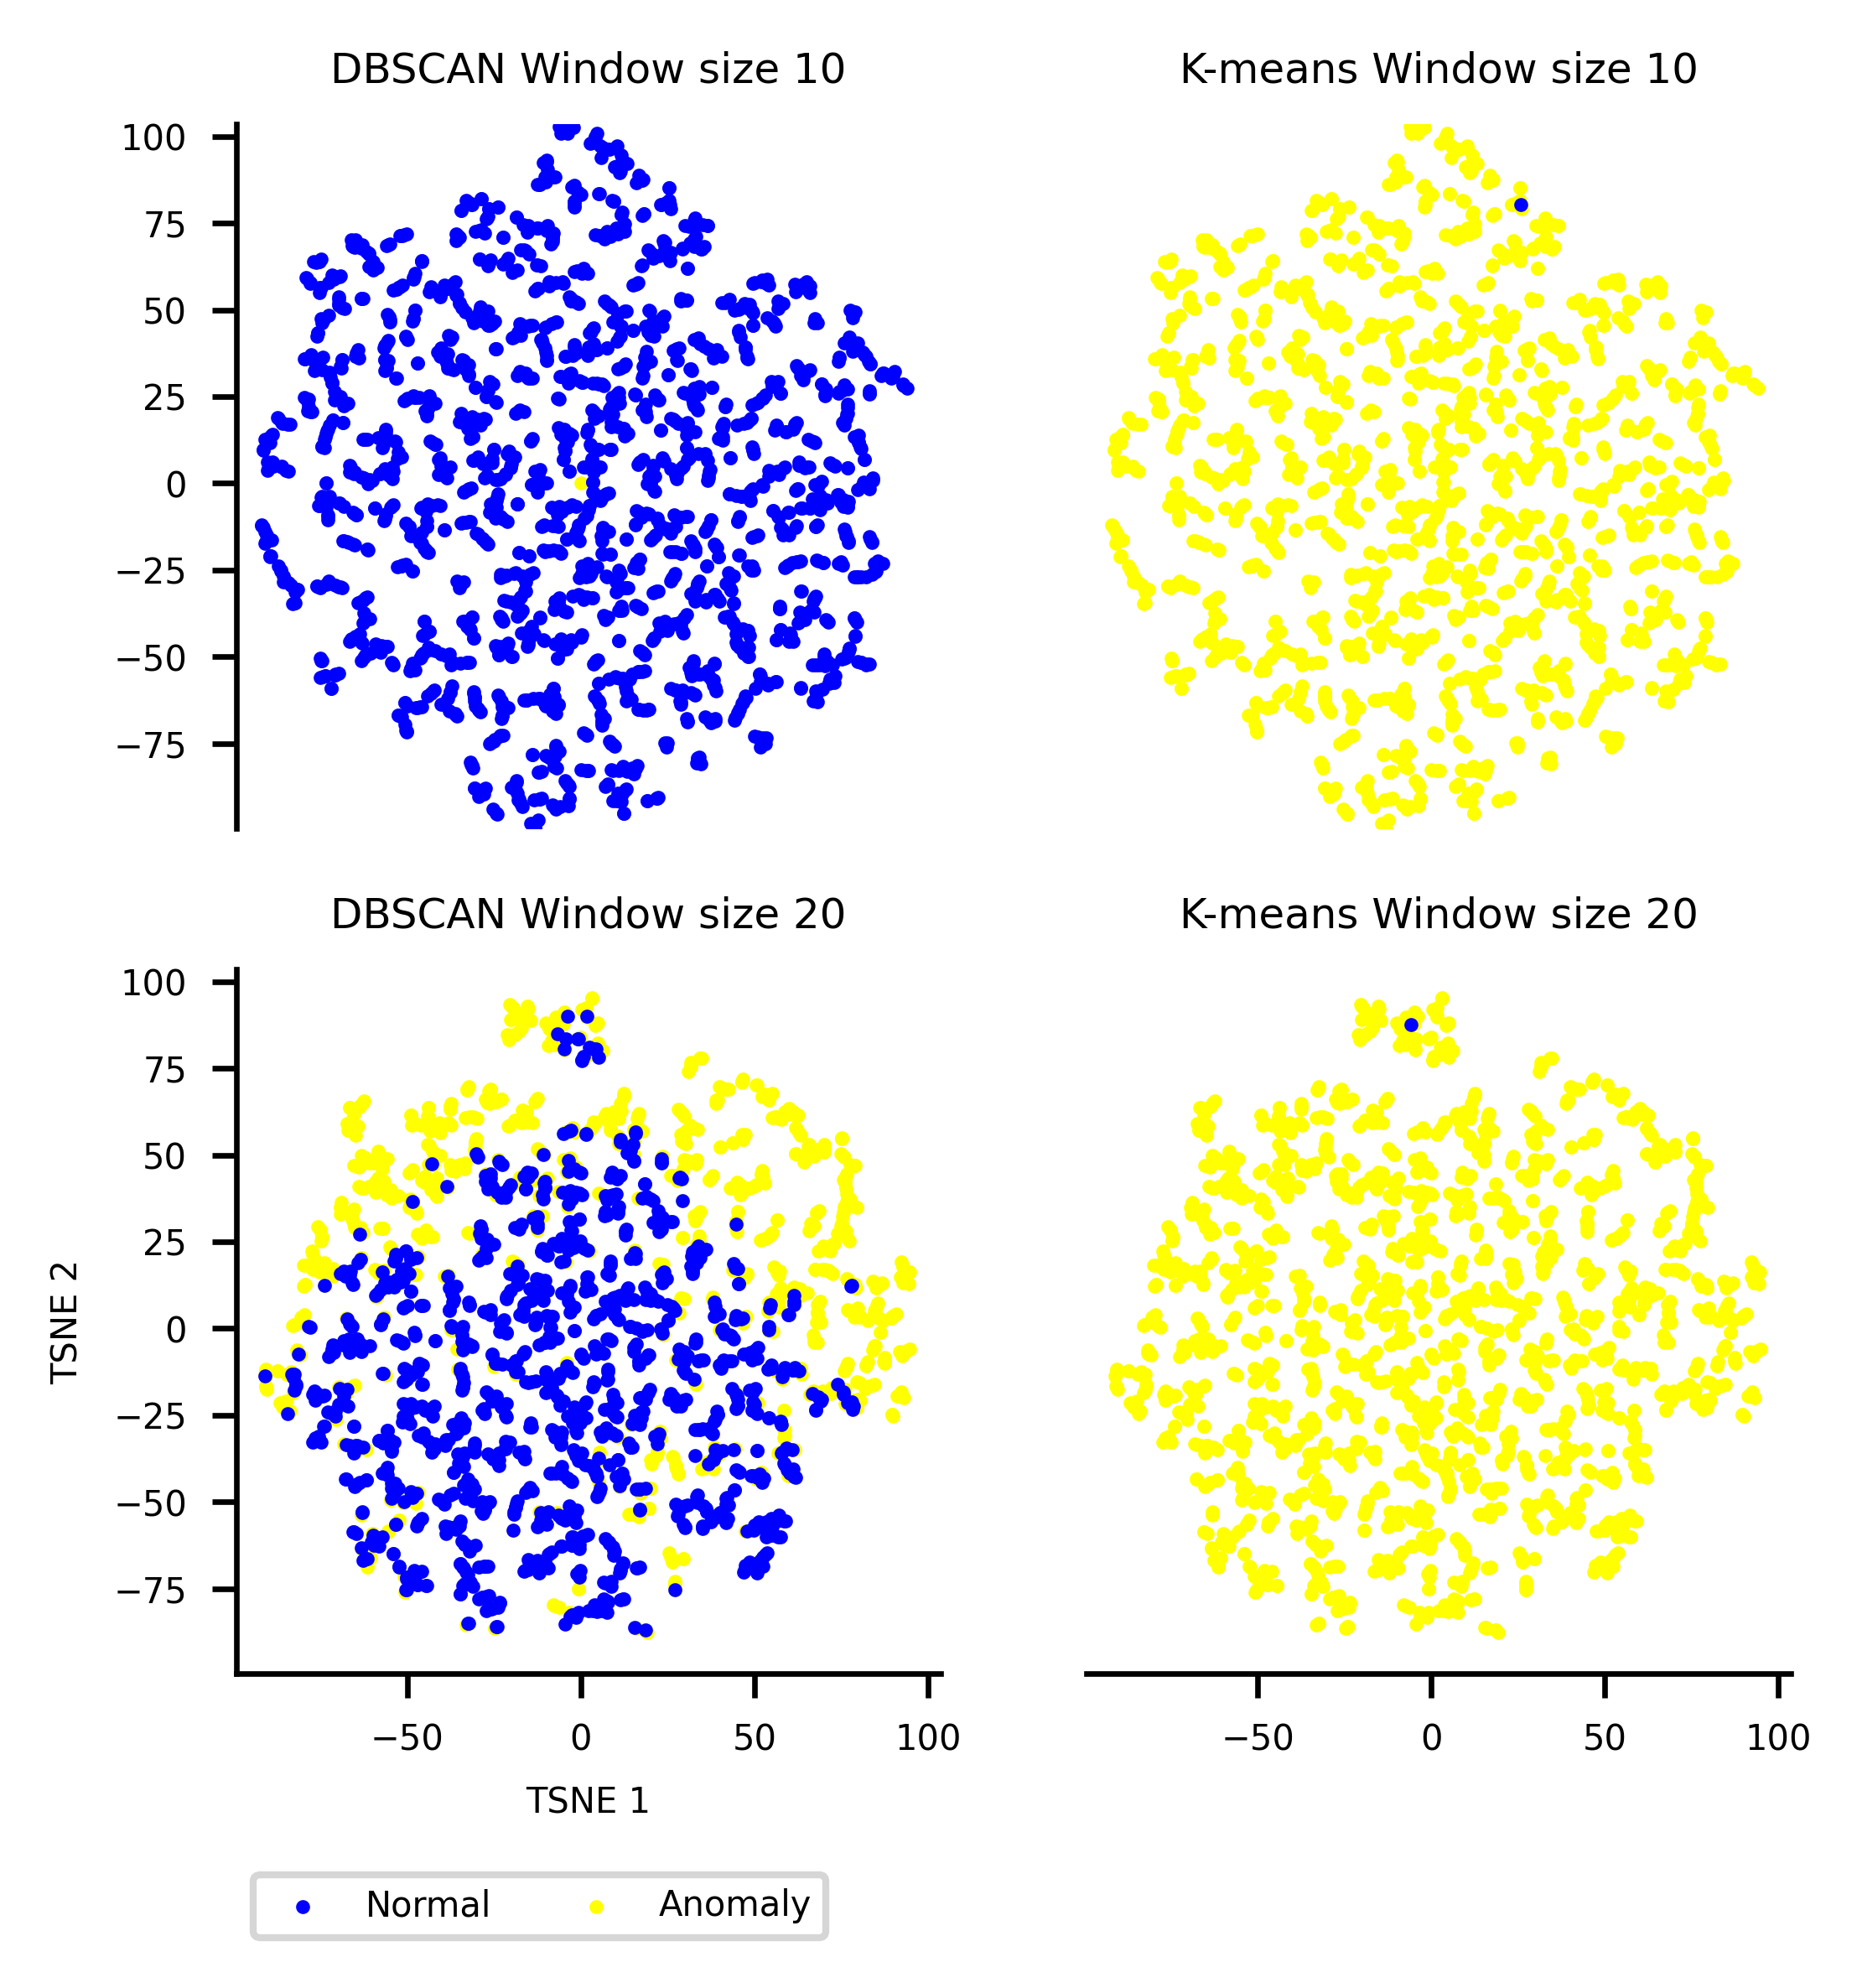 DBSCAN Window size 10
K-means Window size 10
100
75
50
25
0
−25
−50
−75
DBSCAN Window size 20
K-means Window size 20
100
75
50
25
0
−25
−50
−75
TSNE 2
−50 0 50 100
−50 0 50 100
TSNE 1
Normal Anomaly